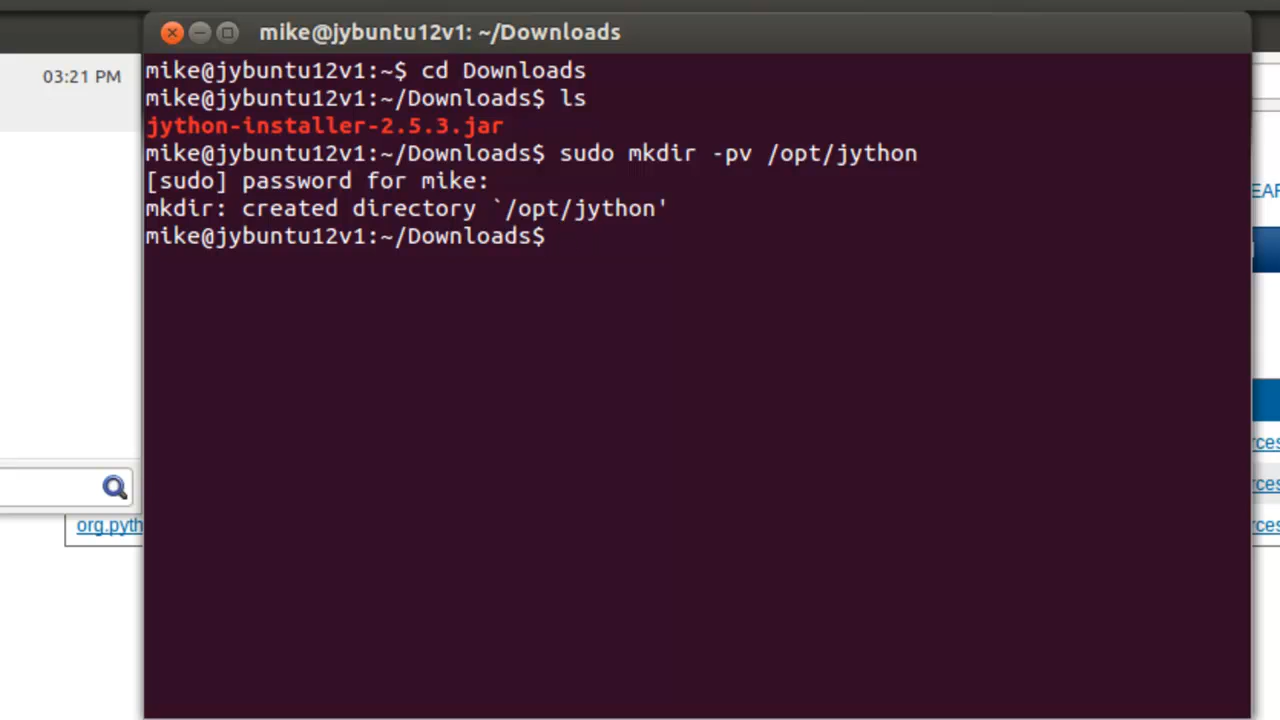 mike@jybuntu12v1: ~/Downloads
03:21 PM
mike@jybuntu12v1:~$ cd Downloads
mike@jybuntu12v1:~/Downloads$ ls
jython-installer-2.5.3.jar
mike@jybuntu12v1:~/Downloads$ sudo mkdir -pv /opt/jython
[sudo] password for mike:
mkdir: created directory `/opt/jython'
mike@jybuntu12v1:~/Downloads$
org.pyth